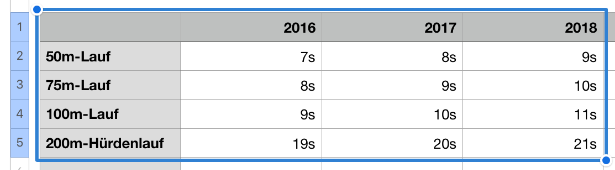 1 2016 2017 2018
2 50m-Lauf 7s 8s 9s
3 75m-Lauf 8s 9s 10s
4 100m-Lauf 9s 10s 11s
5 200m-Hürdenlauf 19s 20s 21s